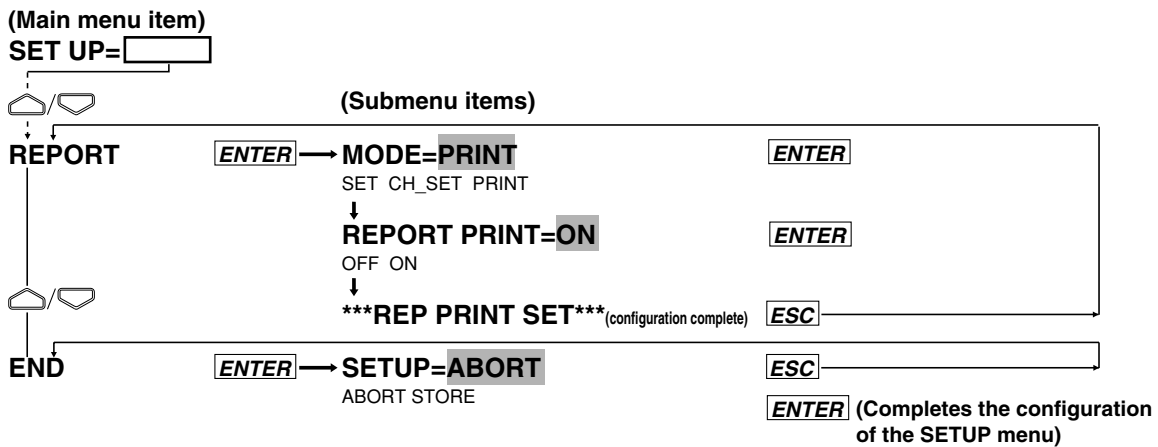 (Main menu item)
SET UP=
/
(Submenu items)
REPORT ENTER MODE=PRINT ENTER
SET CH_SET PRINT
REPORT PRINT=ON ENTER
OFF ON
/
***REP PRINT SET***(configuration complete) ESC
END ENTER SETUP=ABORT ESC
ABORT STORE
ENTER (Completes the configuration
of the SETUP menu)